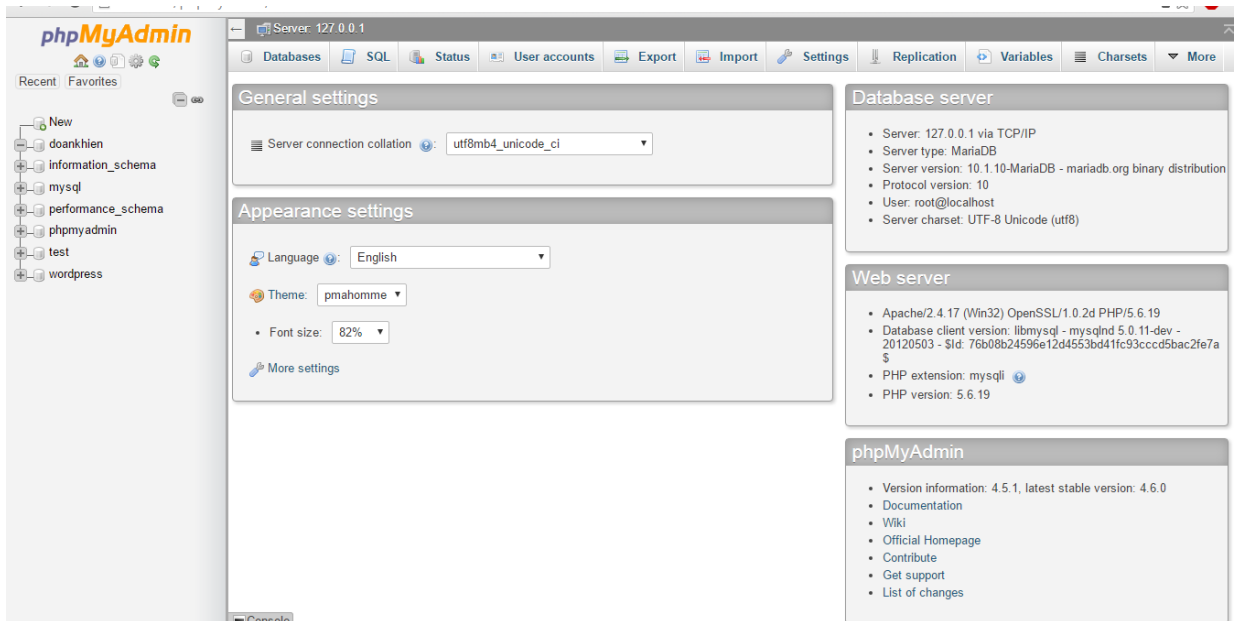 phpMyAdmin
Recent Favorites
New
doankhien
information_schema
mysql
performance_schema
phpmyadmin
test
wordpress
Server: 127.0.0.1
Databases SQL Status User accounts Export Import Settings Replication Variables Charsets More
General settings
Server connection collation : utf8mb4_unicode_ci
Appearance settings
Language : English
Theme: pmahomme
• Font size: 82%
More settings
Database server
• Server: 127.0.0.1 via TCP/IP
• Server type: MariaDB
• Server version: 10.1.10-MariaDB - mariadb.org binary distribution
• Protocol version: 10
• User: root@localhost
• Server charset: UTF-8 Unicode (utf8)
Web server
• Apache/2.4.17 (Win32) OpenSSL/1.0.2d PHP/5.6.19
• Database client version: libmysql - mysqlnd 5.0.11-dev -
20120503 - $Id: 76b08b24596e12d4553bd41fc93cccd5bac2fe7a
$
• PHP extension: mysqli
• PHP version: 5.6.19
phpMyAdmin
• Version information: 4.5.1, latest stable version: 4.6.0
• Documentation
• Wiki
• Official Homepage
• Contribute
• Get support
• List of changes
Console